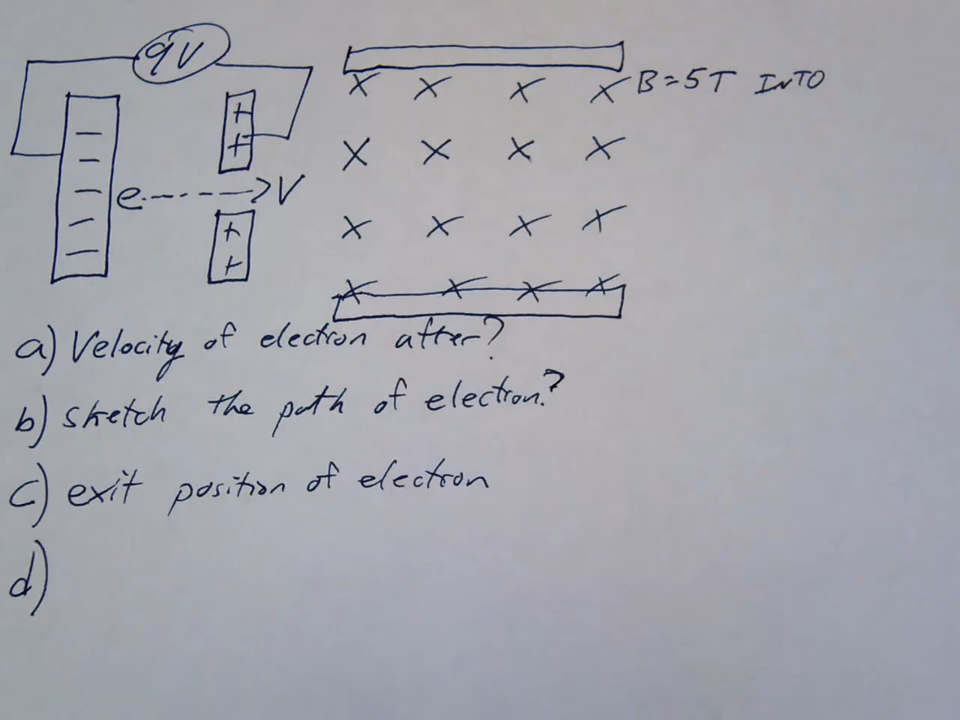 9V
B=5T INTO
e V
a) Velocity of electron after?
b) sketch the path of electron?
c) exit position of electron
d)